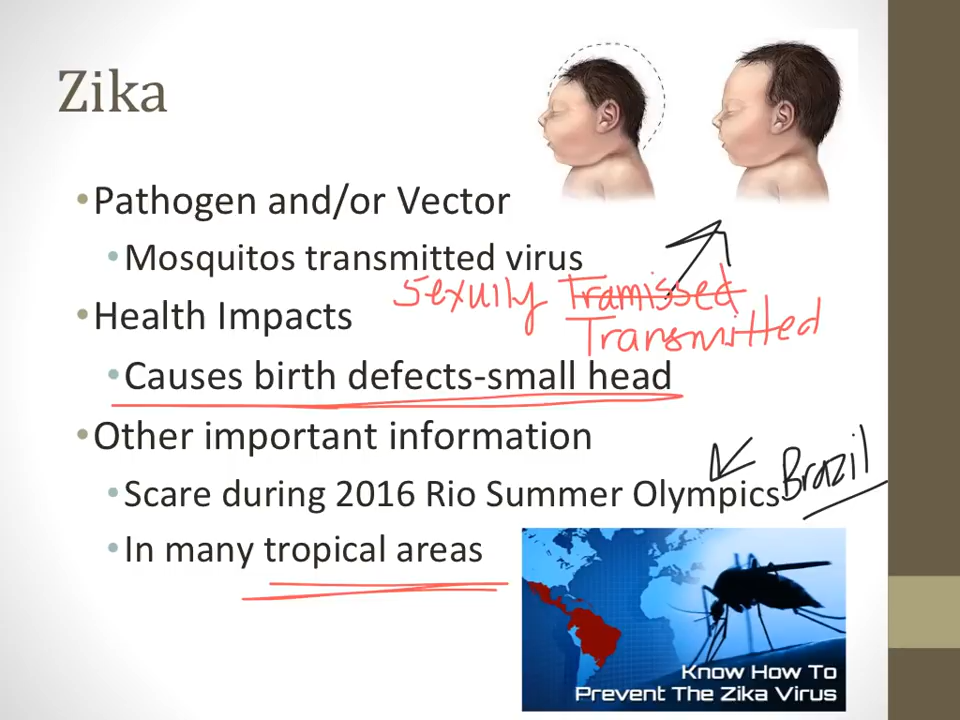 Zika
•Pathogen and/or Vector
•Mosquitos transmitted virus
Sexuily Tramissed
Transmitted
•Health Impacts
•Causes birth defects-small head
•Other important information
Brazil
•Scare during 2016 Rio Summer Olympics
•In many tropical areas
Know How To
Prevent The Zika Virus